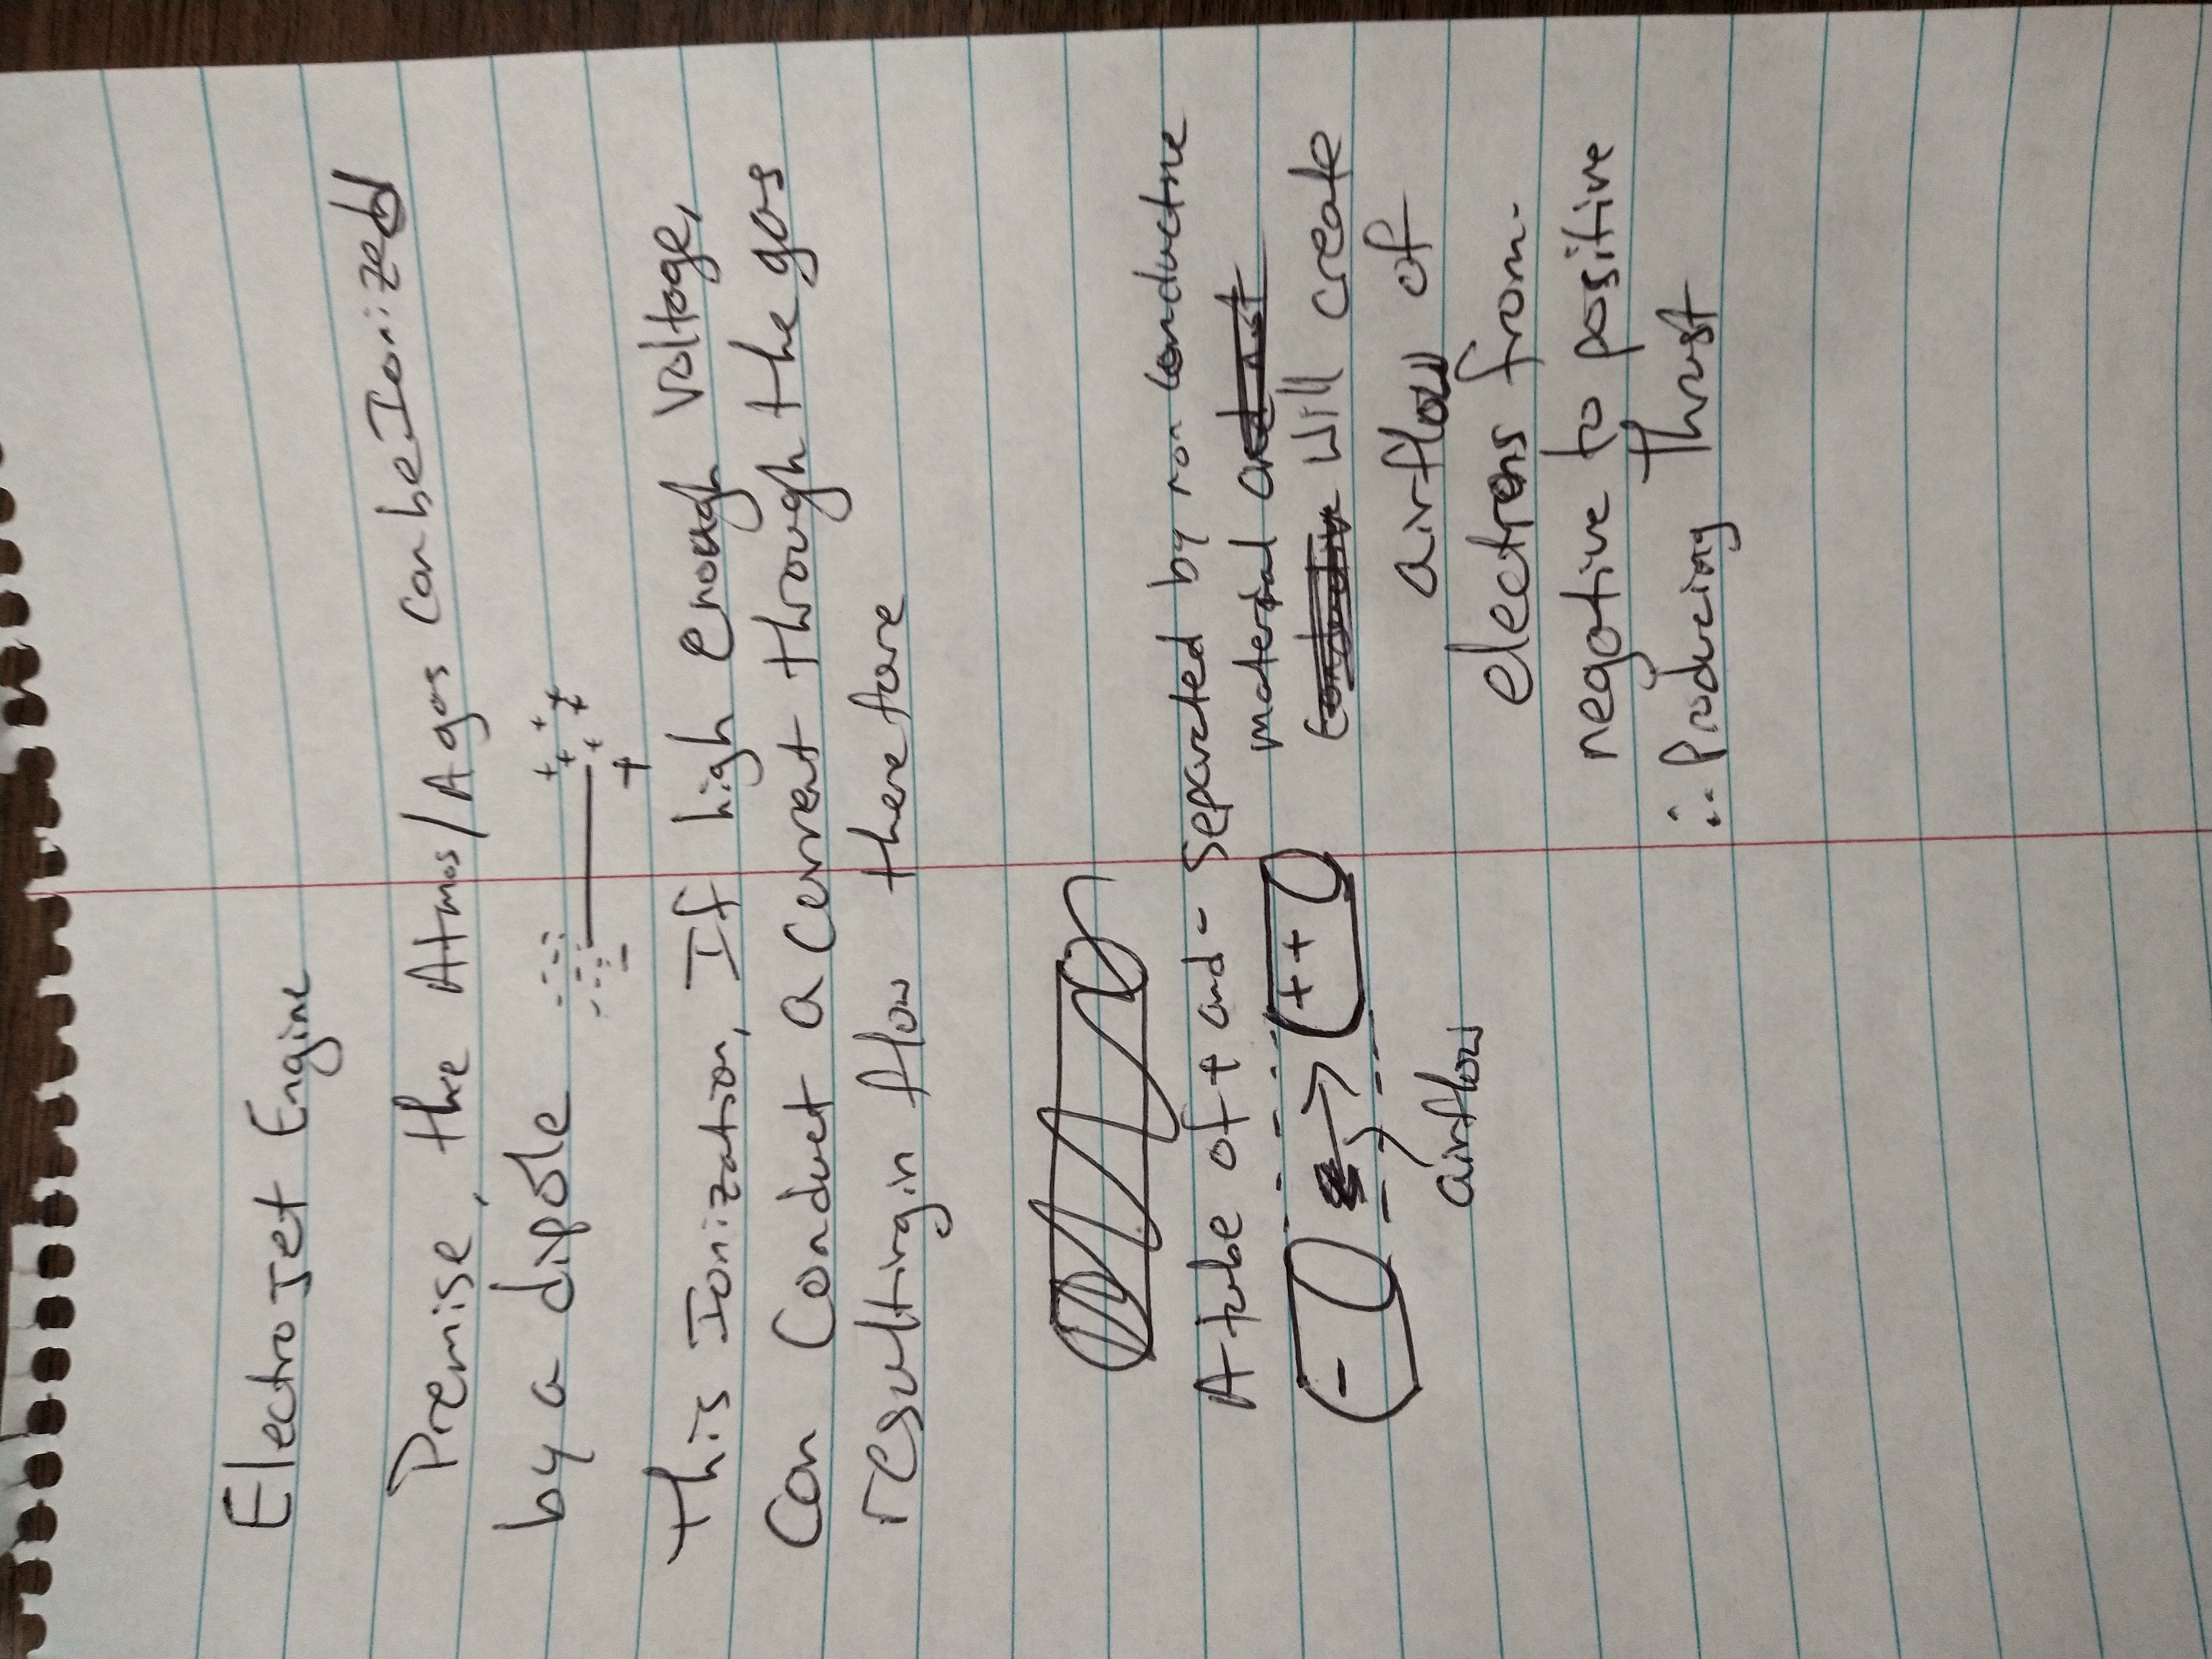 Electro Jet Engine
Premise, the Atmos/A gas can be Ionized
by a dipole
- +
This Ionization, If high enough Voltage,
Can Conduct a current through the gas
resulting in flow therefore
A tube of + and - Separated by non conductive
material
- ++
Will create
airflow of
airflow
electrons from
negative to positive
∴ Producing Thrust